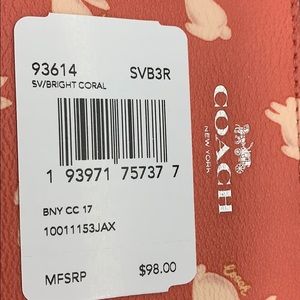 93614 SVB3R
SV/BRIGHT CORAL
1 93971 75737 7
BNY CC 17
10011153JAX
MFSRP $98.00
COACH
NEW YORK
Coach